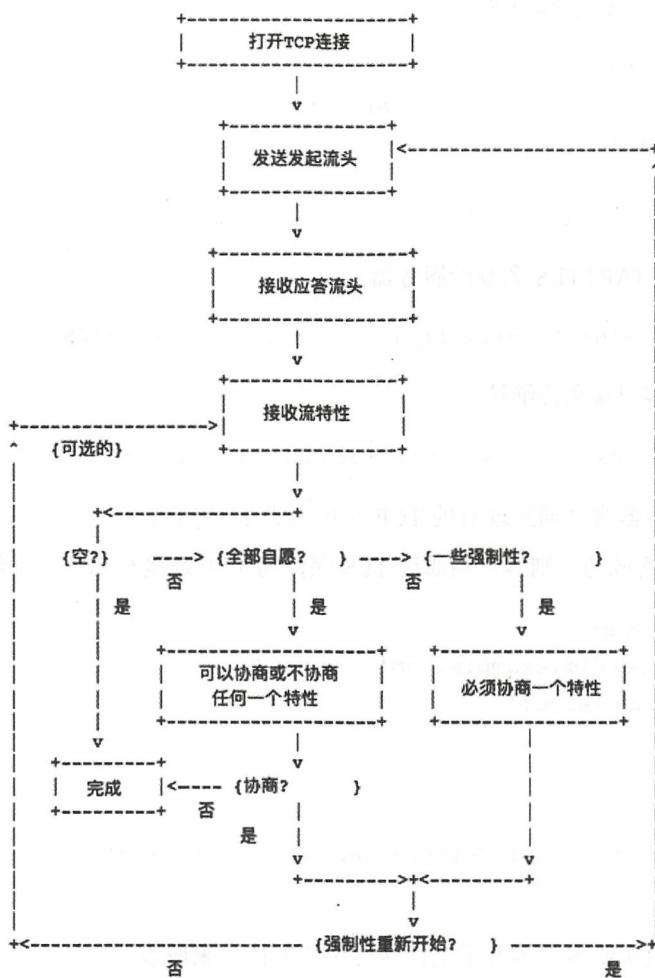 打开TCP连接
发送发起流头
接收应答流头
接收流特性
{可选的}
{空?} {全部自愿? } {一些强制性? }
否 否
是 是 是
可以协商或不协商
任何一个特性
必须协商一个特性
完成 {协商? }
否
是
{强制性重新开始? }
否 是